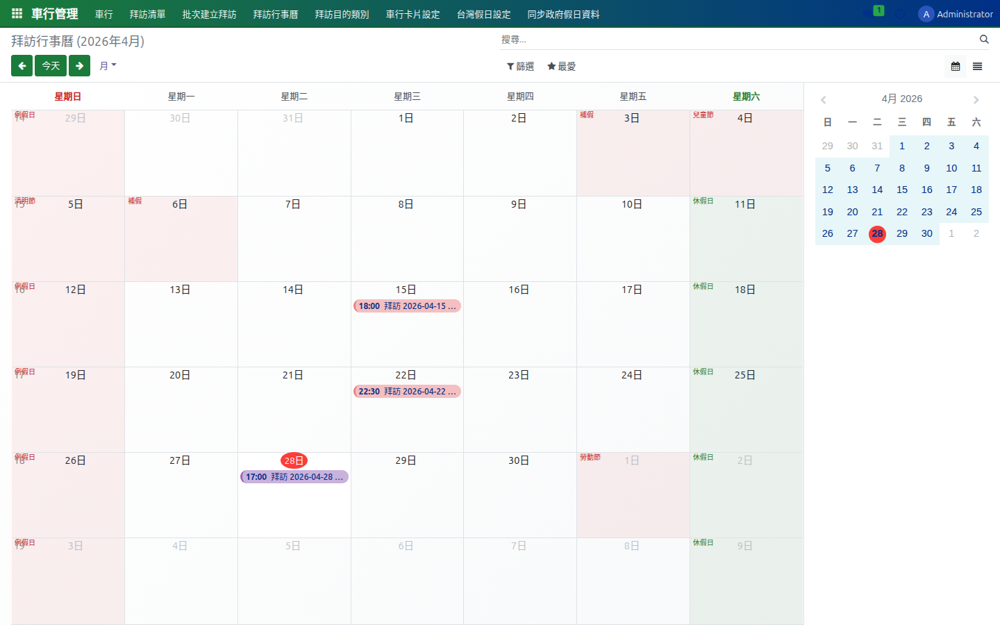 車行管理 車行 拜訪清單 批次建立拜訪 拜訪行事曆 拜訪目的類別 車行卡片設定 台灣假日設定 同步政府假日資料 1 A Administrator
拜訪行事曆 (2026年4月)
搜尋...
今天 月
篩選 最愛
星期日 星期一 星期二 星期三 星期四 星期五 星期六
例假日 14 29日 30日 31日 1日 2日 補假 3日 兒童節 4日
清明節 15 5日 補假 6日 7日 8日 9日 10日 休假日 11日
例假日 16 12日 13日 14日 15日 16日 17日 休假日 18日
18:00 拜訪 2026-04-15 ...
例假日 17 19日 20日 21日 22日 23日 24日 休假日 25日
22:30 拜訪 2026-04-22 ...
例假日 18 26日 27日 28日 29日 30日 勞動節 1日 休假日 2日
17:00 拜訪 2026-04-28 ...
例假日 19 3日 4日 5日 6日 7日 8日 休假日 9日
4月 2026
日 一 二 三 四 五 六
29 30 31 1 2 3 4
5 6 7 8 9 10 11
12 13 14 15 16 17 18
19 20 21 22 23 24 25
26 27 28 29 30 1 2